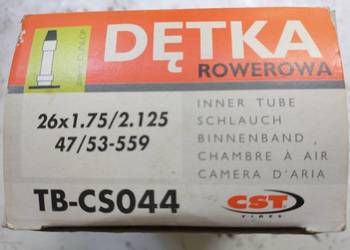 DĘTKA
ROWEROWA
26x1.75/2.125
47/53-559
TB-CS044
INNER TUBE
SCHLAUCH
BINNENBAND,
CHAMBRE À AIR
CAMERA D'ARIA
CST
TIRES